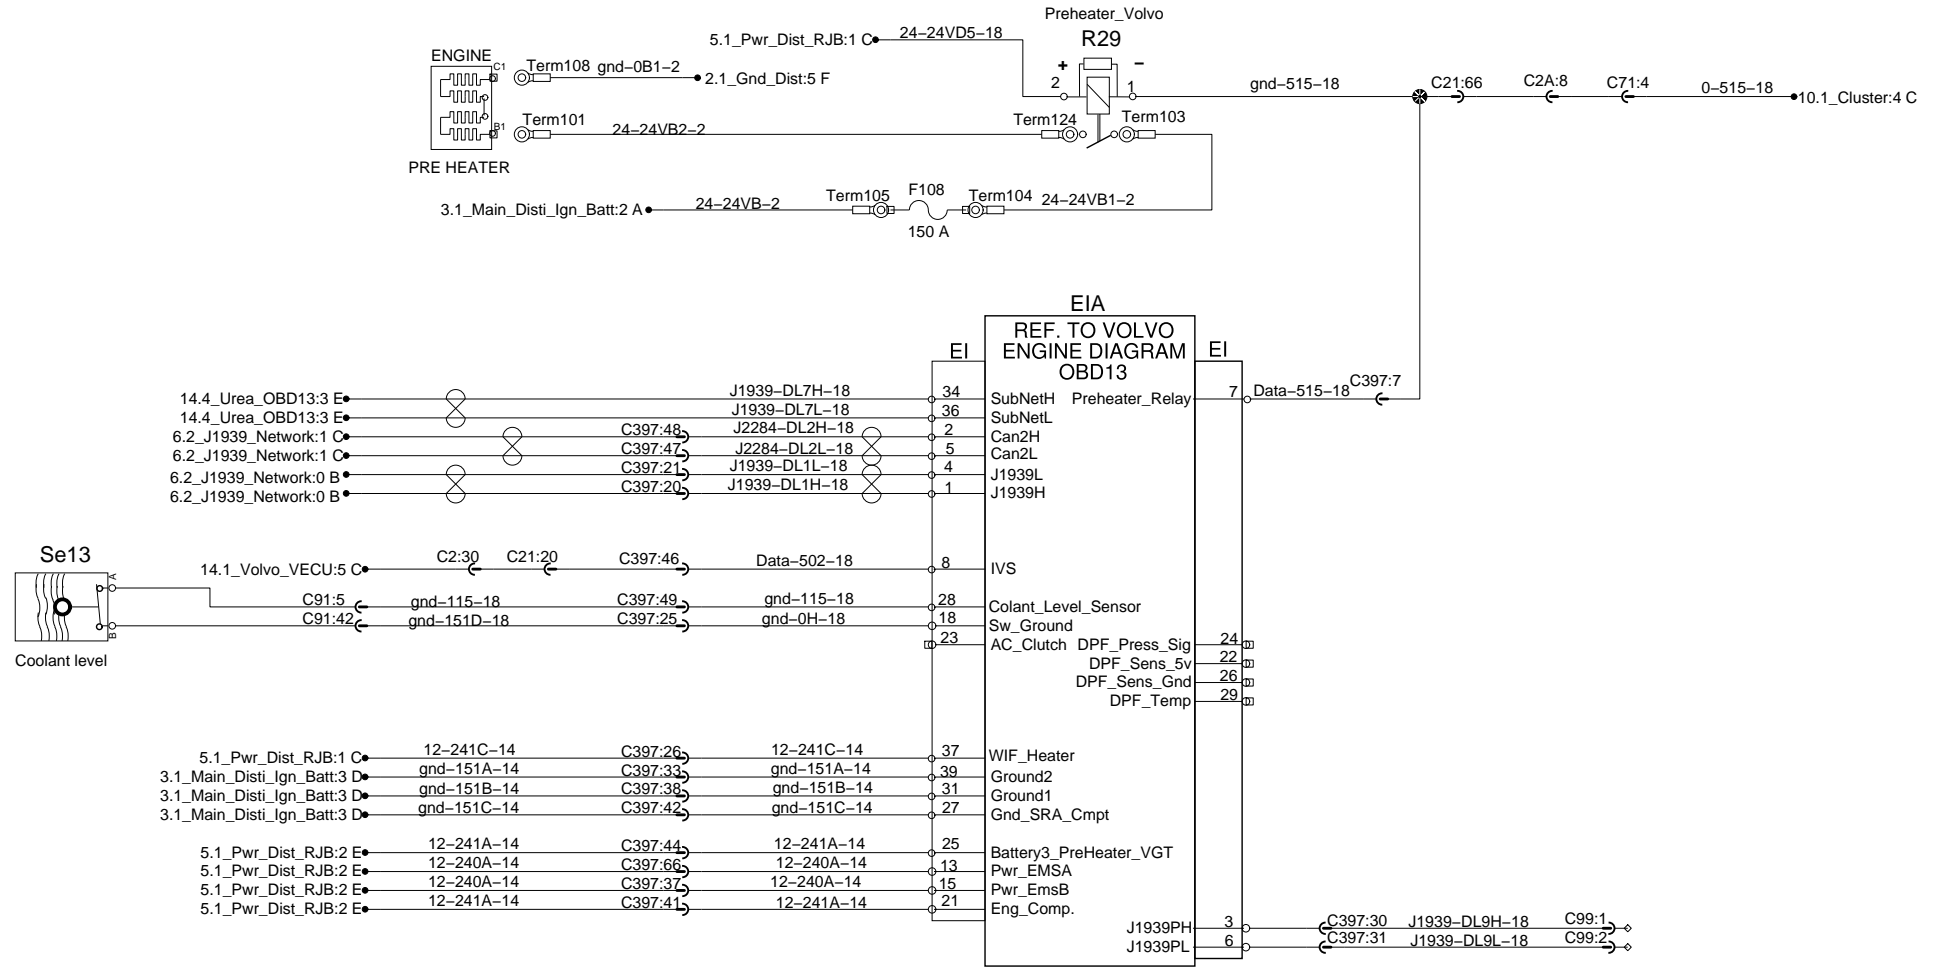 Preheater_Volvo
5.1_Pwr_Dist_RJB:1 C 24-24VD5-18 R29
ENGINE
C1 Term108 gnd-0B1-2 2.1_Gnd_Dist:5 F
+ -
2 1 gnd-515-18 C21:66 C2A:8 C71:4 0-515-18 10.1_Cluster:4 C
B1 Term101 24-24VB2-2 Term124 Term103
PRE HEATER
3.1_Main_Disti_Ign_Batt:2 A 24-24VB-2 Term105 F108 Term104 24-24VB1-2
150 A
EIA
REF. TO VOLVO
ENGINE DIAGRAM
OBD13
EI EI
14.4_Urea_OBD13:3 E J1939-DL7H-18 34 SubNetH Preheater_Relay 7 Data-515-18 C397:7
14.4_Urea_OBD13:3 E J1939-DL7L-18 36 SubNetL
6.2_J1939_Network:1 C C397:48 J2284-DL2H-18 2 Can2H
6.2_J1939_Network:1 C C397:47 J2284-DL2L-18 5 Can2L
6.2_J1939_Network:0 B C397:21 J1939-DL1L-18 4 J1939L
6.2_J1939_Network:0 B C397:20 J1939-DL1H-18 1 J1939H
Se13
14.1_Volvo_VECU:5 C C2:30 C21:20 C397:46 Data-502-18 8 IVS
A C91:5 gnd-115-18 C397:49 gnd-115-18 28 Colant_Level_Sensor
B C91:42 gnd-151D-18 C397:25 gnd-0H-18 18 Sw_Ground
23 AC_Clutch DPF_Press_Sig 24
Coolant level
DPF_Sens_5v 22
DPF_Sens_Gnd 26
DPF_Temp 29
5.1_Pwr_Dist_RJB:1 C 12-241C-14 C397:26 12-241C-14 37 WIF_Heater
3.1_Main_Disti_Ign_Batt:3 D gnd-151A-14 C397:33 gnd-151A-14 39 Ground2
3.1_Main_Disti_Ign_Batt:3 D gnd-151B-14 C397:38 gnd-151B-14 31 Ground1
3.1_Main_Disti_Ign_Batt:3 D gnd-151C-14 C397:42 gnd-151C-14 27 Gnd_SRA_Cmpt
5.1_Pwr_Dist_RJB:2 E 12-241A-14 C397:44 12-241A-14 25 Battery3_PreHeater_VGT
5.1_Pwr_Dist_RJB:2 E 12-240A-14 C397:66 12-240A-14 13 Pwr_EMSA
5.1_Pwr_Dist_RJB:2 E 12-240A-14 C397:37 12-240A-14 15 Pwr_EmsB
5.1_Pwr_Dist_RJB:2 E 12-241A-14 C397:41 12-241A-14 21 Eng_Comp.
J1939PH 3 C397:30 J1939-DL9H-18 C99:1
J1939PL 6 C397:31 J1939-DL9L-18 C99:2